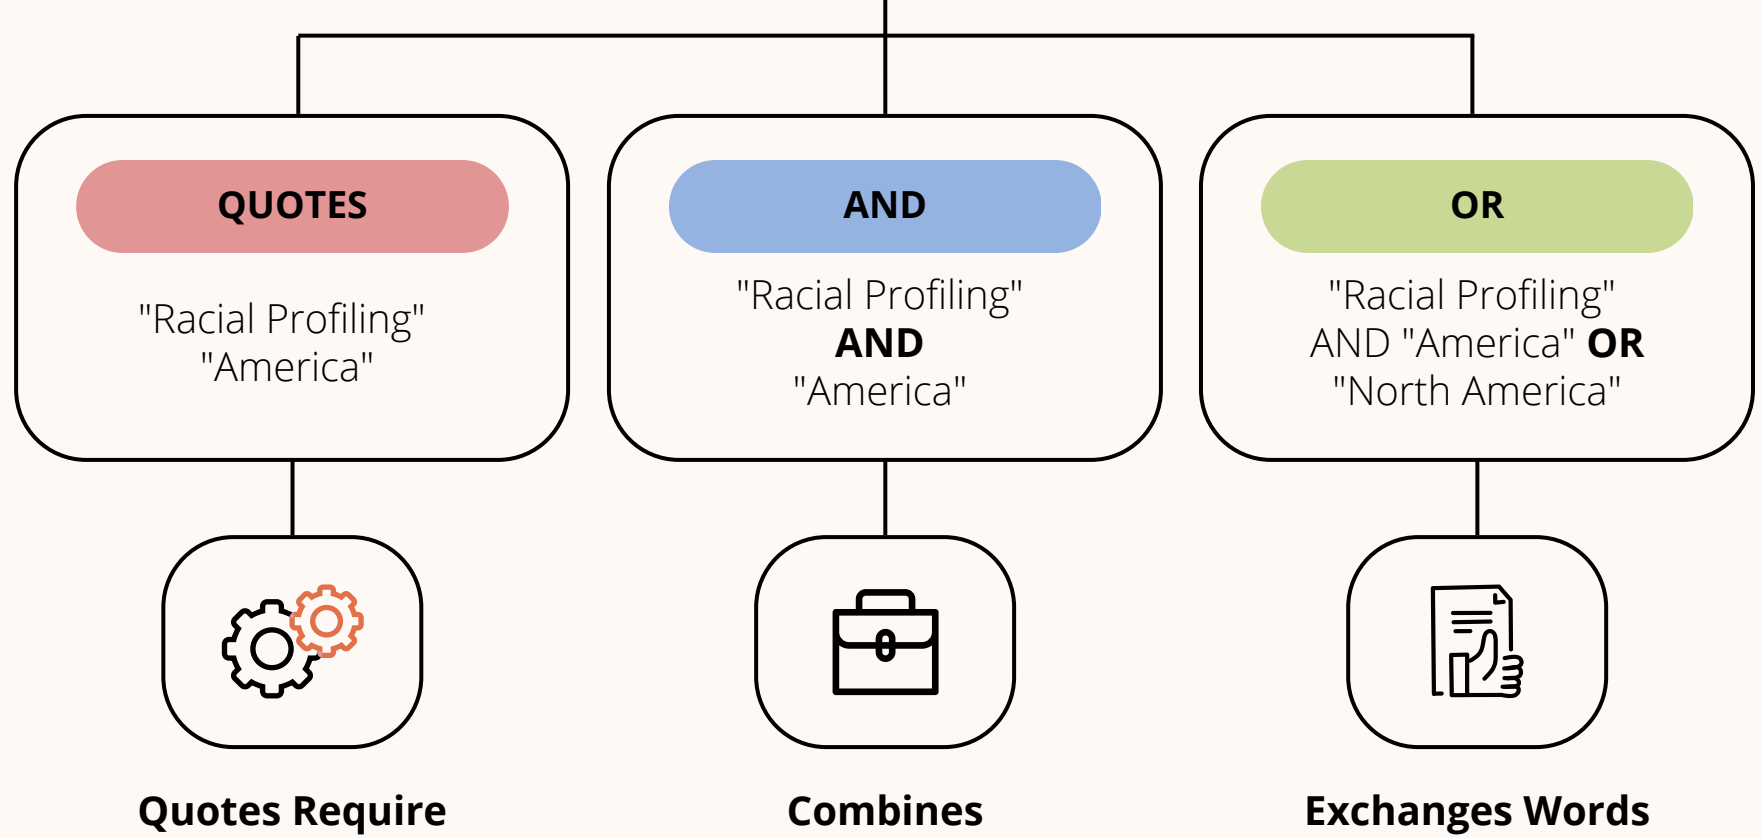 QUOTES
"Racial Profiling"
"America"
Quotes Require
AND
"Racial Profiling"
AND
"America"
Combines
OR
"Racial Profiling"
AND "America" OR
"North America"
Exchanges Words